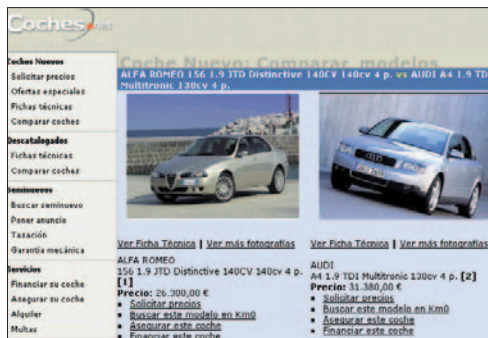 Coches.net
Coches Nuevos
Solicitar precios
Ofertas especiales
Fichas técnicas
Comparar coches
Descatalogados
Fichas técnicas
Comparar coches
Seminuevos
Buscar seminuevo
Poner anuncio
Tasación
Garantía mecánica
Servicios
Financiar su coche
Asegurar su coche
Alquiler
Multas
Coche Nuevo: Comparar modelos
ALFA ROMEO 156 1.9 JTD Distinctive 140CV 140cv 4 p. vs AUDI A4 1.9 TD
Multitronic 130cv 4 p.
Ver Ficha Técnica | Ver más fotografías
ALFA ROMEO
156 1.9 JTD Distinctive 140CV 140cv 4 p.
[1]
Precio: 26.300,00 €
Solicitar precios
Buscar este modelo en Km0
Asegurar este coche
Financiar este coche
Ver Ficha Técnica | Ver más fotografías
AUDI
A4 1.9 TDI Multitronic 130cv 4 p. [2]
Precio: 31.380,00 €
Solicitar precios
Buscar este modelo en Km0
Asegurar este coche
Financiar este coche